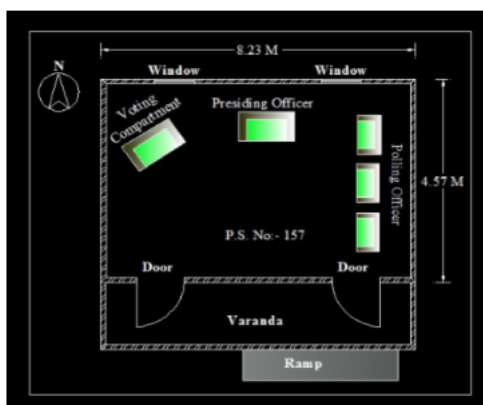 8.23 M
N
Window
Window
Voting
Compartment
Presiding Officer
Polling Officer
4.57 M
P.S. No:- 157
Door
Door
Varanda
Ramp